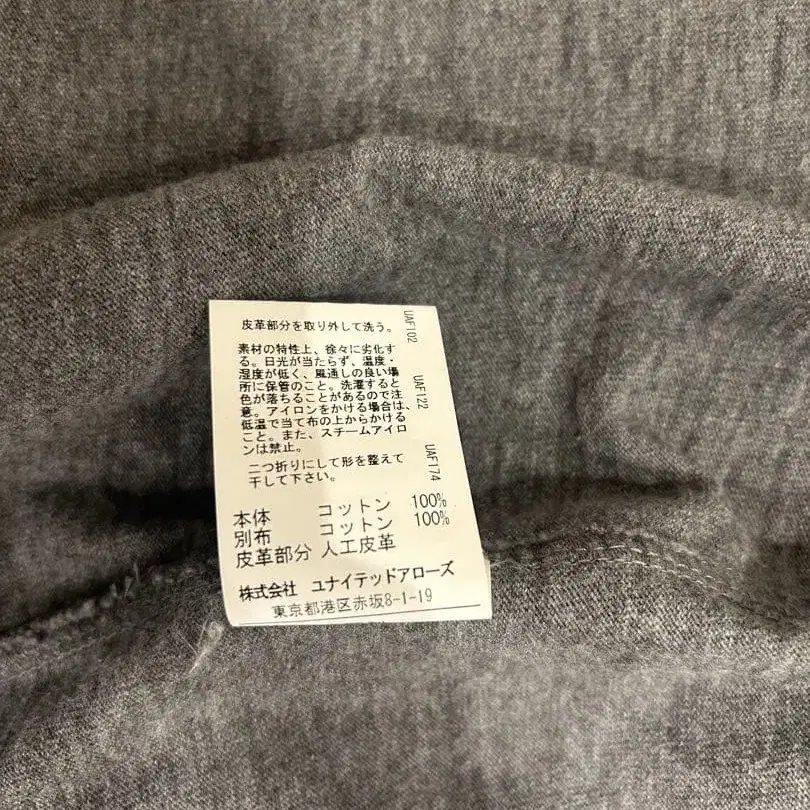 皮革部分を取り外して洗う。
素材の特性上、徐々に劣化す
る。日光が当たらず、温度・
湿度が低く、風通しの良い場
所に保管のこと。洗濯すると
色が落ちることがあるので注
意。アイロンをかける場合は、
低温で当て布の上からかける
こと。また、スチームアイロ
ンは禁止。
二つ折りにして形を整えて
干して下さい。
UAF102
UAF122
UAF174
本体 コットン 100%
別布 コットン 100%
皮革部分 人工皮革
株式会社 ユナイテッドアローズ
東京都港区赤坂8-1-19